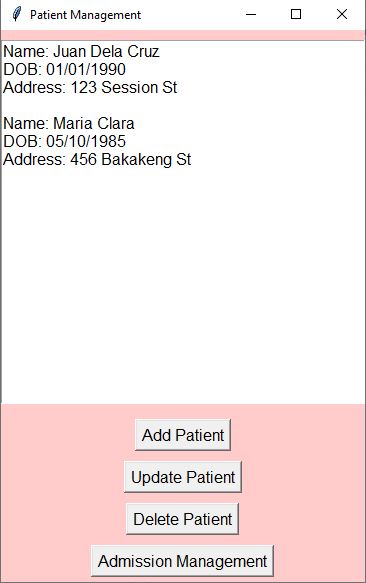 Patient Management
Name: Juan Dela Cruz
DOB: 01/01/1990
Address: 123 Session St
Name: Maria Clara
DOB: 05/10/1985
Address: 456 Bakakeng St
Add Patient
Update Patient
Delete Patient
Admission Management